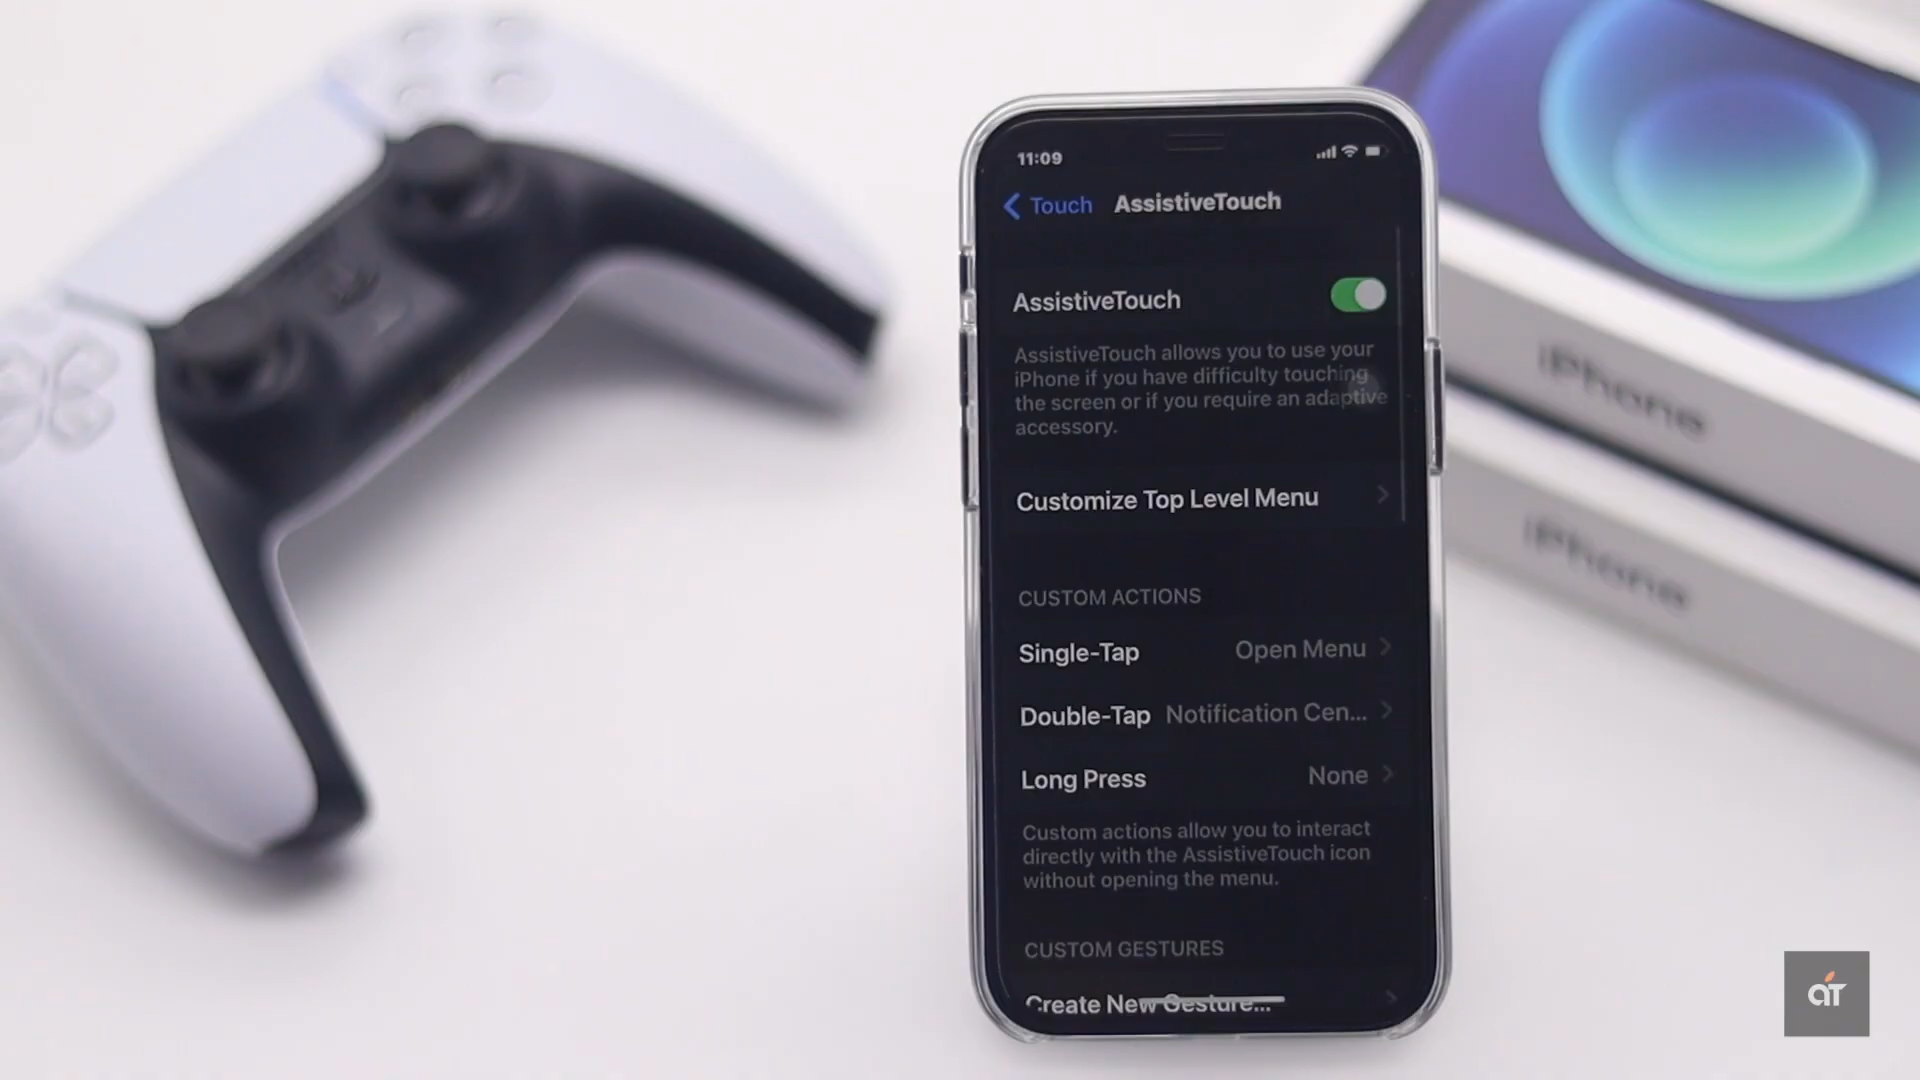 11:09
Touch AssistiveTouch
AssistiveTouch
AssistiveTouch allows you to use your
iPhone if you have difficulty touching
the screen or if you require an adaptive
accessory.
Customize Top Level Menu
CUSTOM ACTIONS
Single-Tap Open Menu
Double-Tap Notification Cen...
Long Press None
Custom actions allow you to interact
directly with the AssistiveTouch icon
without opening the menu.
CUSTOM GESTURES
Create New Gesture...
iPhone
iPhone
aT